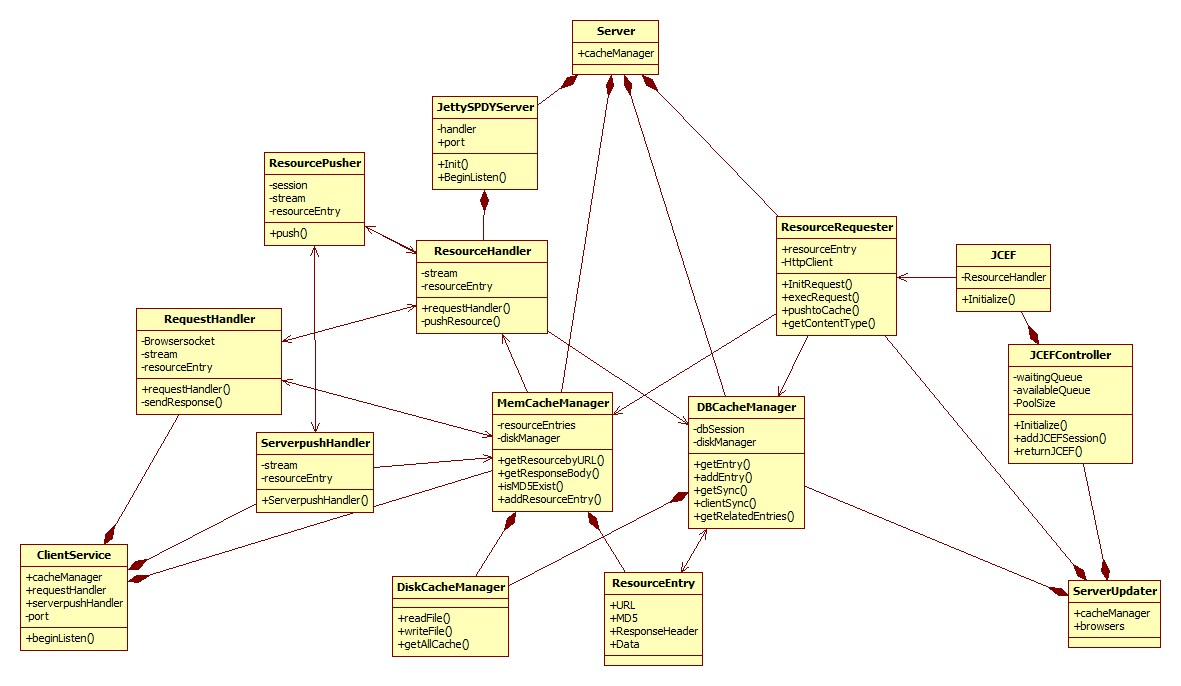 Server
+cacheManager
JettySPDYServer
-handler
+port
+Init()
+BeginListen()
ResourcePusher
-session
-stream
-resourceEntry
+push()
ResourceHandler
-stream
-resourceEntry
+requestHandler()
-pushResource()
ResourceRequester
+resourceEntry
-HttpClient
+InitRequest()
+execRequest()
+pushtoCache()
+getContentType()
JCEF
-ResourceHandler
+Initialize()
RequestHandler
-Browsersocket
-stream
-resourceEntry
+requestHandler()
-sendResponse()
JCEFController
-waitingQueue
-availableQueue
-PoolSize
+Initialize()
+addJCEFSession()
+returnJCEF()
MemCacheManager
-resourceEntries
-diskManager
+getResourcebyURL()
+getResponseBody()
+isMD5Exist()
+addResourceEntry()
DBCacheManager
-dbSession
-diskManager
+getEntry()
+addEntry()
+getSync()
+clientSync()
+getRelatedEntries()
ServerpushHandler
-stream
-resourceEntry
+ServerpushHandler()
ClientService
+cacheManager
+requestHandler
+serverpushHandler
-port
+beginListen()
DiskCacheManager
+readFile()
+writeFile()
+getAllCache()
ResourceEntry
+URL
+MD5
+ResponseHeader
+Data
ServerUpdater
+cacheManager
+browsers